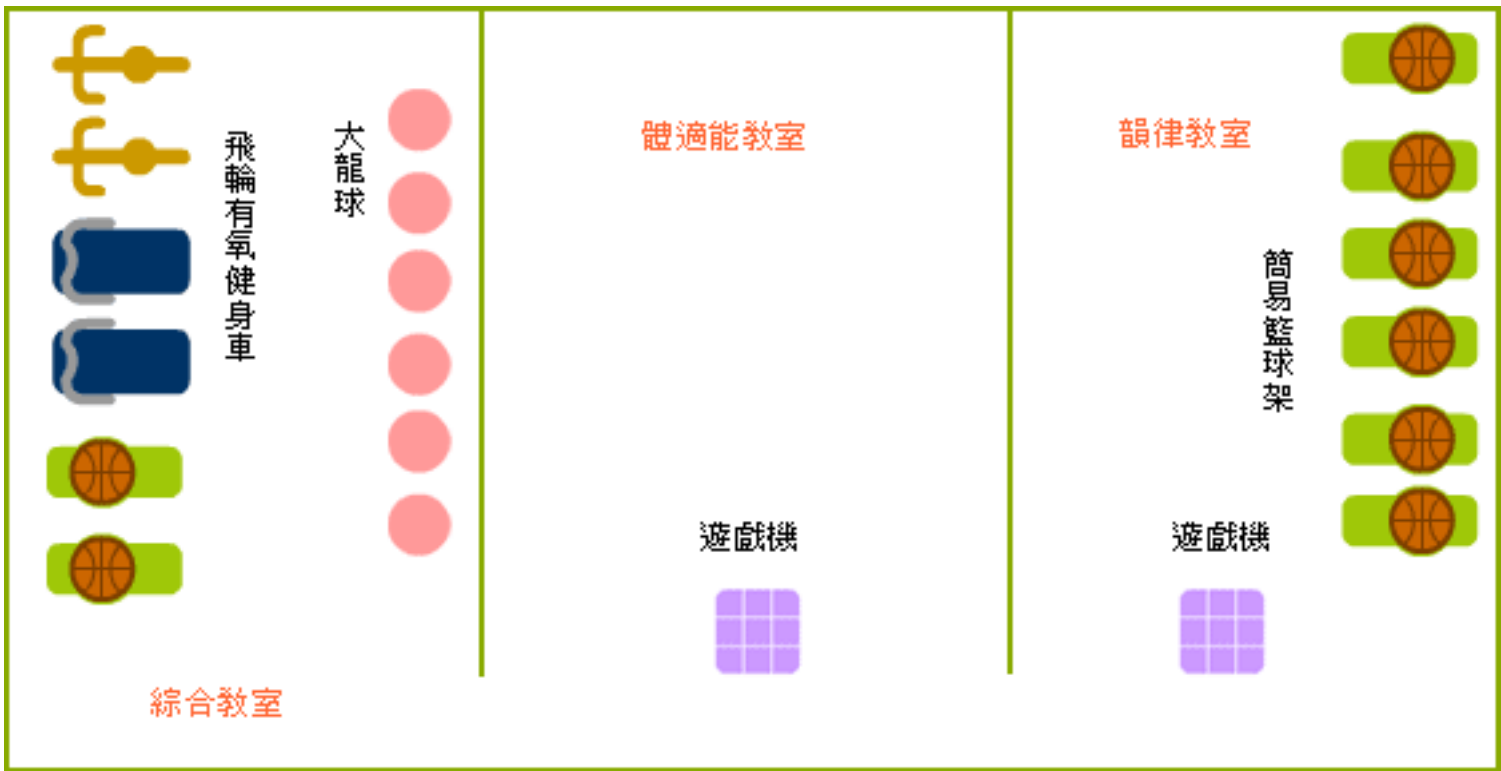 飛輪有氧健身車
大龍球
體適能教室
韻律教室
簡易籃球架
遊戲機
遊戲機
綜合教室